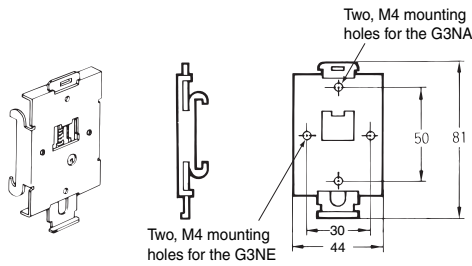 Two, M4 mounting
holes for the G3NA
50
81
30
44
Two, M4 mounting
holes for the G3NE